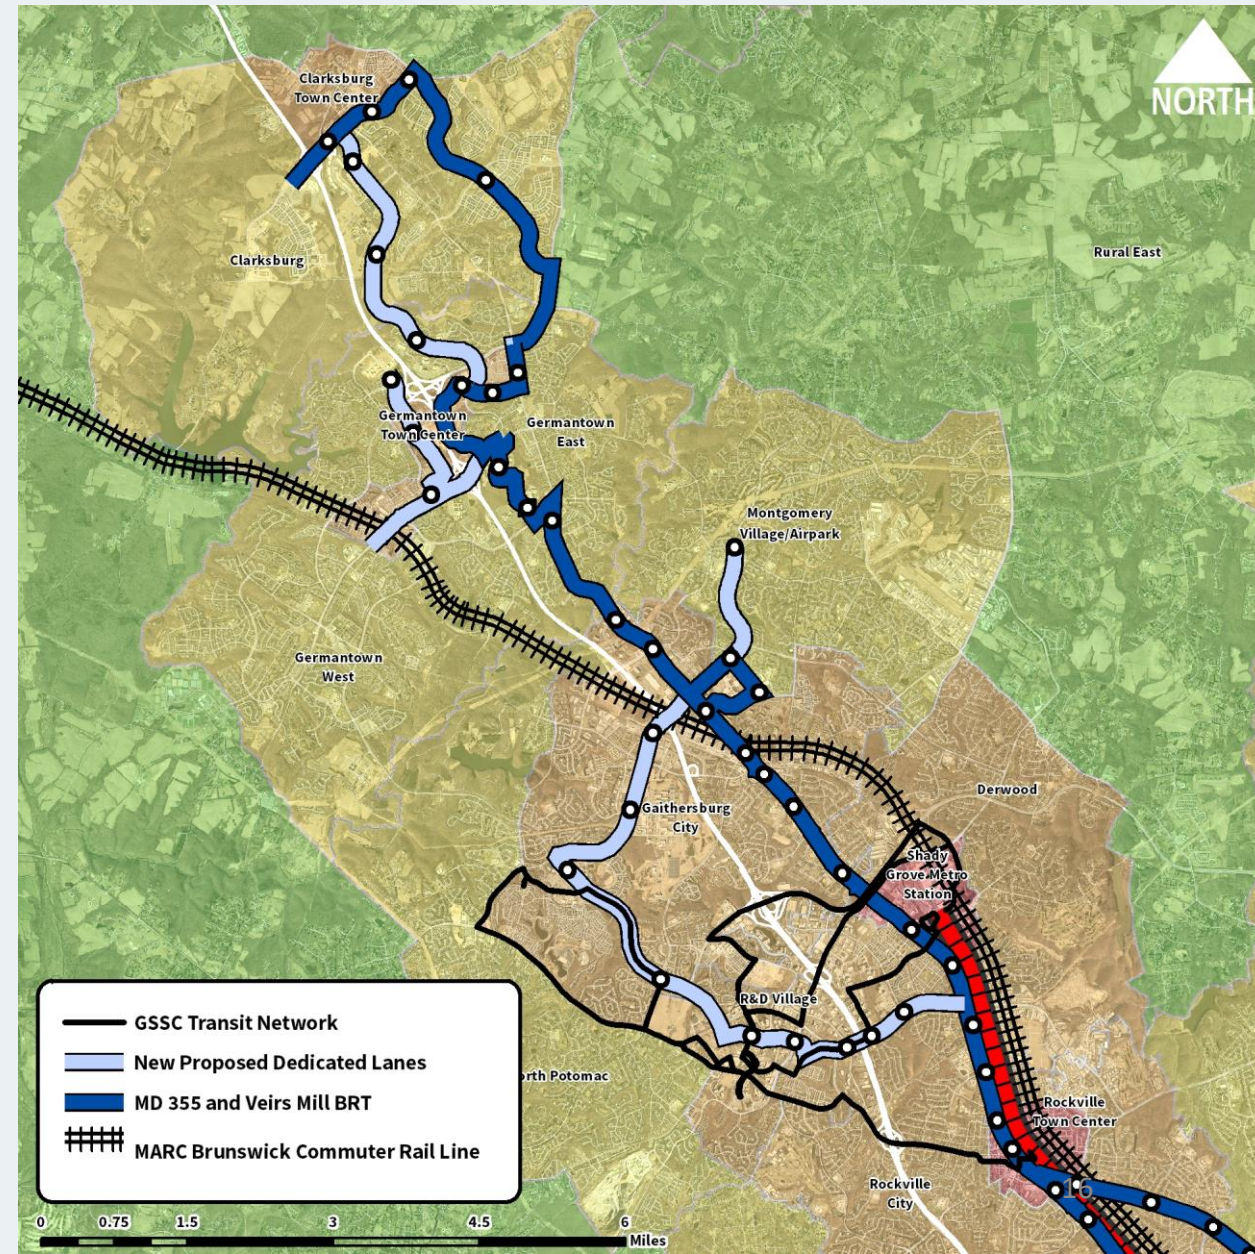 NORTH
Clarksburg
Town Center
Clarksburg
Rural East
Germantown
Town Center
Germantown
East
Montgomery
Village/Airpark
Germantown
West
Gaithersburg
City
Derwood
Shady
Grove Metro
Station
R&D Village
orth Potomac
Rockville
Town Center
Rockville
City
16
GSSC Transit Network
New Proposed Dedicated Lanes
MD 355 and Veirs Mill BRT
MARC Brunswick Commuter Rail Line
0 0.75 1.5 3 4.5 6
Miles